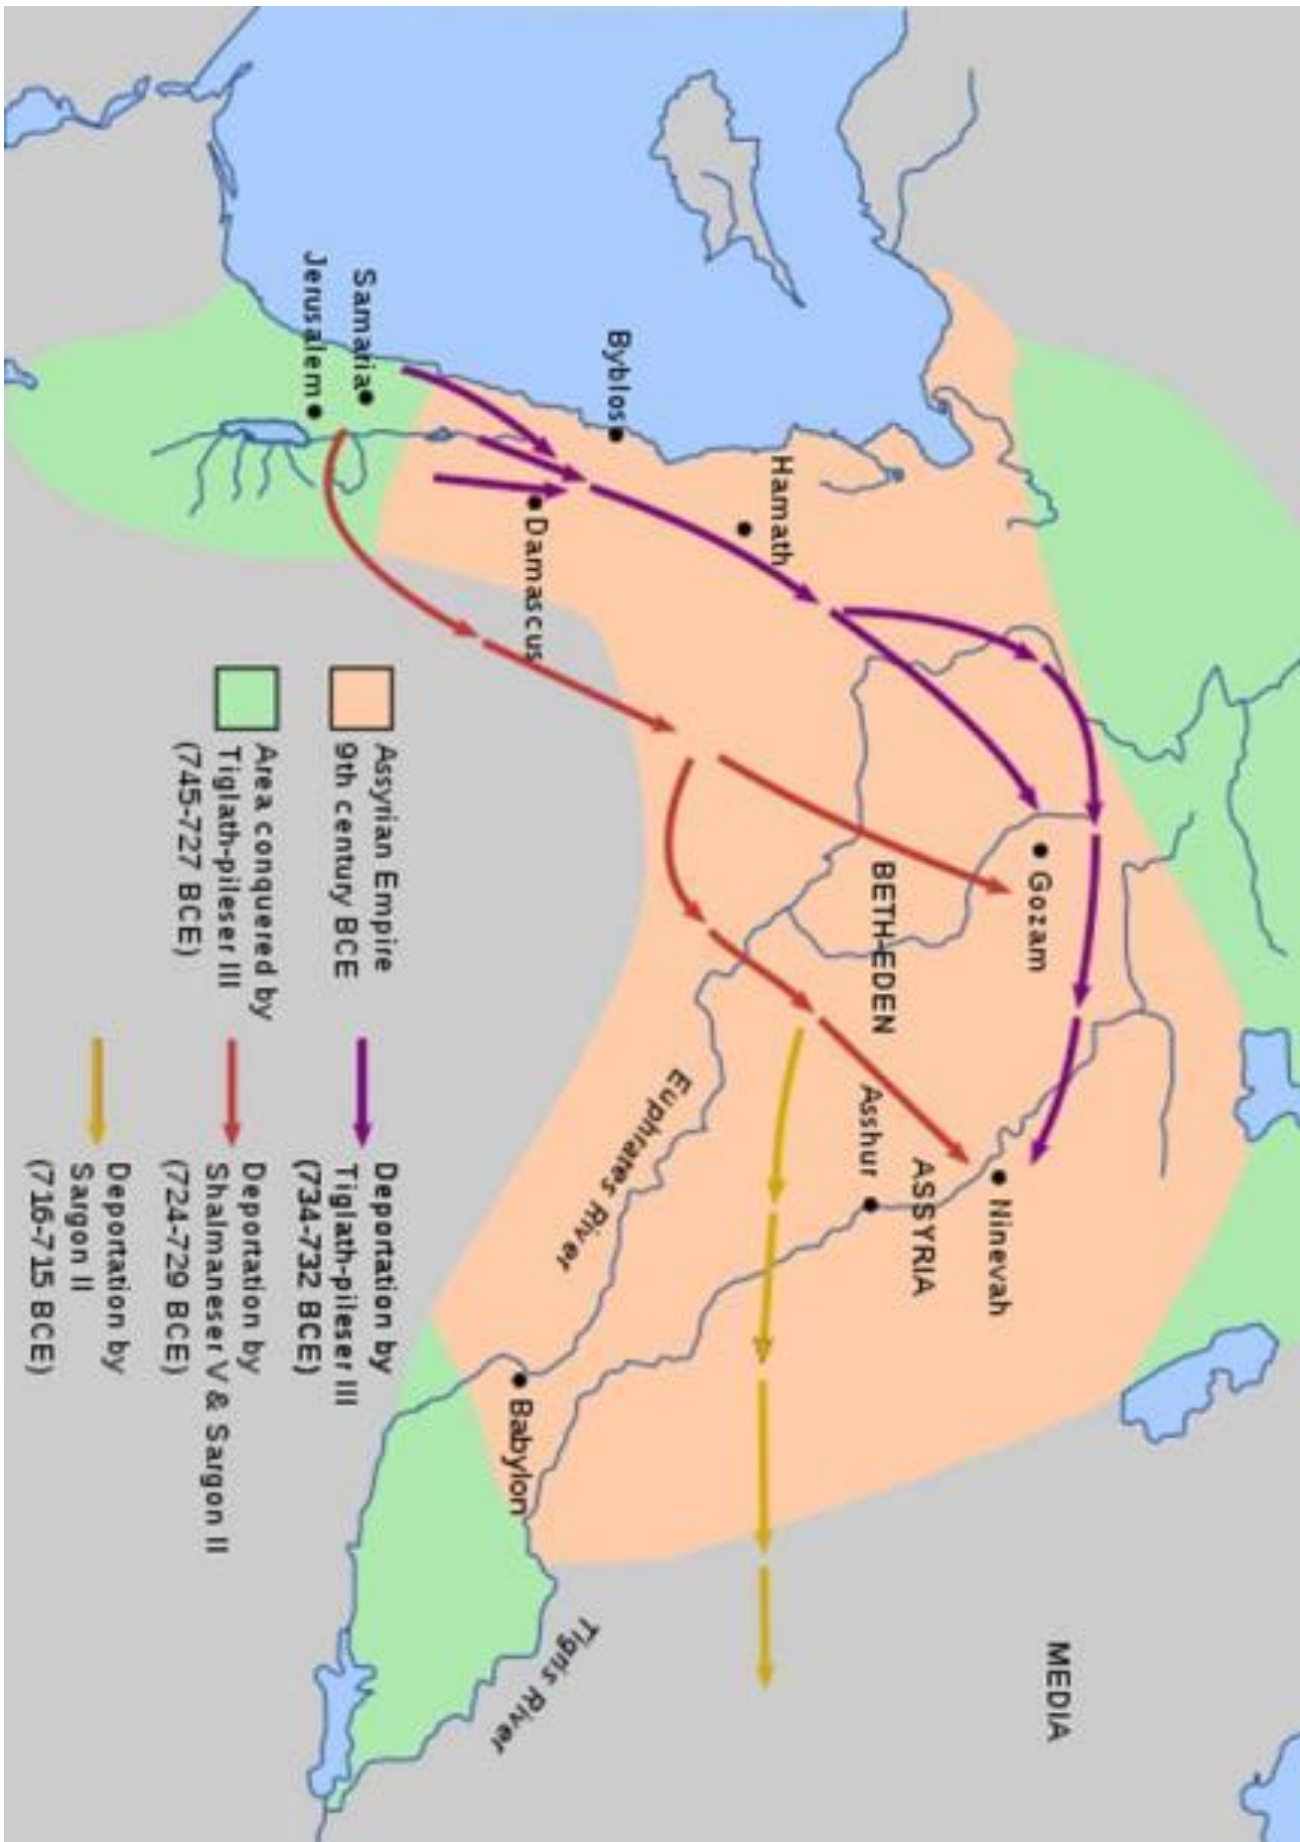 MEDIA
Gozam
Ninevah
BETH-EDEN
ASSYRIA
Asshur
Hamath
Byblos
Euphrates River
Damascus
Babylon
Tigris River
Samaria
Jerusalem
Assyrian Empire
9th century BCE
Area conquered by
Tiglath-pileser III
(745-727 BCE)
Deportation by
Tiglath-pileser III
(734-732 BCE)
Deportation by
Shalmaneser V & Sargon II
(724-729 BCE)
Deportation by
Sargon II
(716-715 BCE)